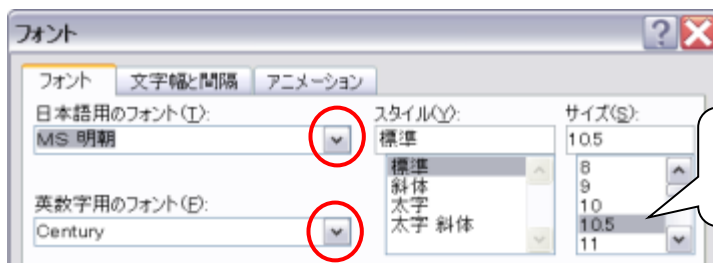 フォント
フォント 文字幅と間隔 アニメーション
日本語用のフォント(T): スタイル(Y): サイズ(S):
MS 明朝 標準 10.5
標準 8
斜体 9
太字 10
太字 斜体 10.5
11
英数字用のフォント(F):
Century